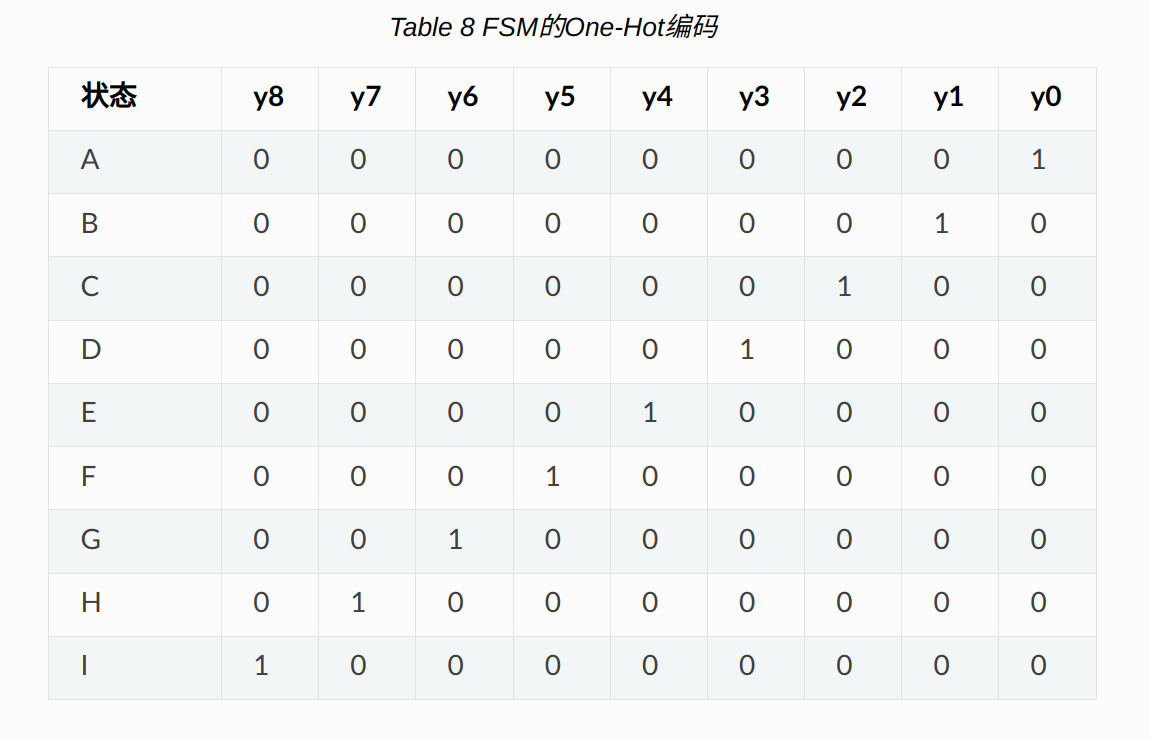 Table 8 FSM的One-Hot编码
状态 y8 y7 y6 y5 y4 y3 y2 y1 y0
A 0 0 0 0 0 0 0 0 1
B 0 0 0 0 0 0 0 1 0
C 0 0 0 0 0 0 1 0 0
D 0 0 0 0 0 1 0 0 0
E 0 0 0 0 1 0 0 0 0
F 0 0 0 1 0 0 0 0 0
G 0 0 1 0 0 0 0 0 0
H 0 1 0 0 0 0 0 0 0
I 1 0 0 0 0 0 0 0 0